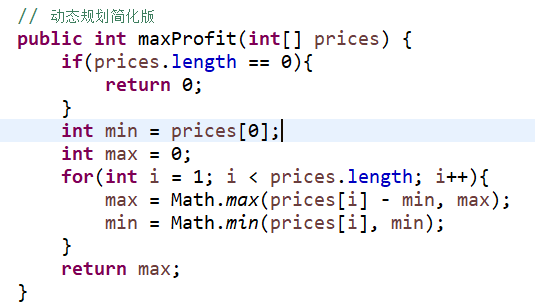 // 动态规划简化版
public int maxProfit(int[] prices) {
    if(prices.length == 0){
        return 0;
    }
    int min = prices[0];
    int max = 0;
    for(int i = 1; i < prices.length; i++){
        max = Math.max(prices[i] - min, max);
        min = Math.min(prices[i], min);
    }
    return max;
}